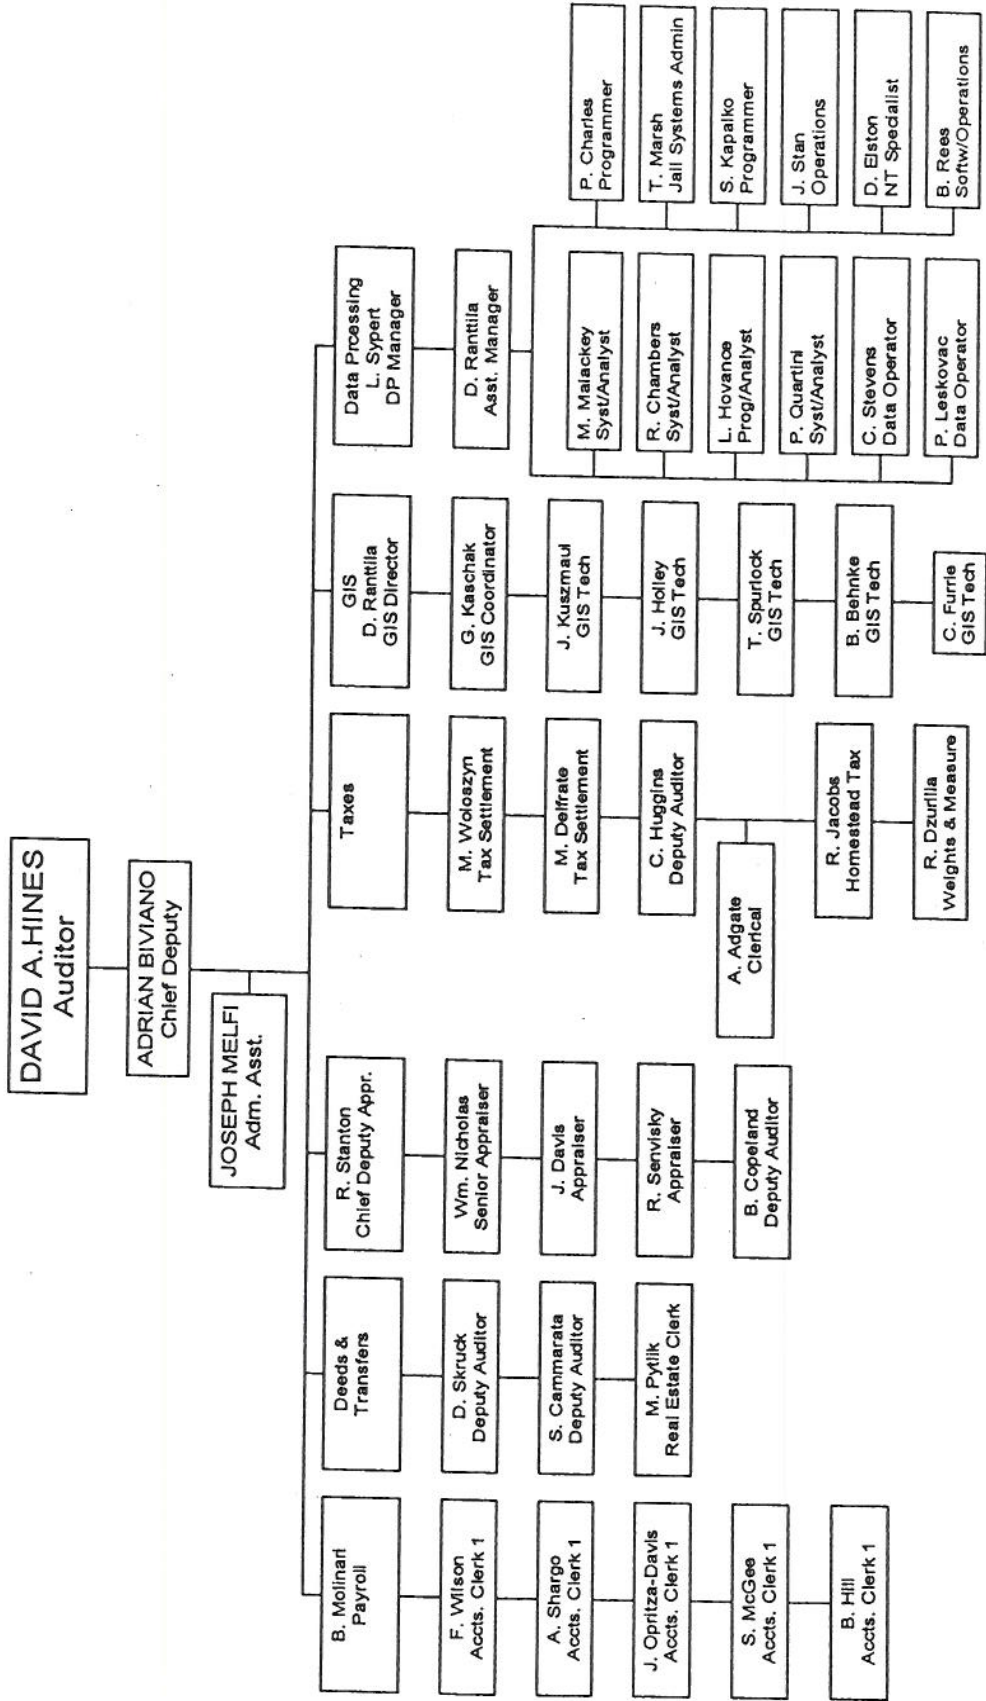 DAVID A.HINES
Auditor
ADRIAN BIVIANO
Chief Deputy
JOSEPH MELFI
Adm. Asst.
B. Molinari
Payroll
F. Wilson
Accts. Clerk 1
A. Shargo
Accts. Clerk 1
J. Opritza-Davis
Accts. Clerk 1
S. McGee
Accts. Clerk 1
B. Hill
Accts. Clerk 1
Deeds &
Transfers
D. Skruck
Deputy Auditor
S. Cammarata
Deputy Auditor
M. Pytlik
Real Estate Clerk
R. Stanton
Chief Deputy Appr.
Wm. Nicholas
Senior Appraiser
J. Davis
Appraiser
R. Senvisky
Appraiser
B. Copeland
Deputy Auditor
Taxes
M. Woloszyn
Tax Settlement
M. Delfrate
Tax Settlement
C. Huggins
Deputy Auditor
A. Adgate
Clerical
R. Jacobs
Homestead Tax
R. Dzurilla
Weights & Measure
GIS
D. Ranttila
GIS Director
G. Kaschak
GIS Coordinator
J. Kuszmaul
GIS Tech
J. Holley
GIS Tech
T. Spurlock
GIS Tech
B. Behnke
GIS Tech
C. Furrie
GIS Tech
Data Prcessing
L. Sypert
DP Manager
D. Ranttila
Asst. Manager
M. Malackey
Syst/Analyst
R. Chambers
Syst/Analyst
L. Hovance
Prog/Analyst
P. Quartini
Syst/Analyst
C. Stevens
Data Operator
P. Leskovac
Data Operator
P. Charles
Programmer
T. Marsh
Jail Systems Admin
S. Kapalko
Programmer
J. Stan
Operations
D. Elston
NT Specialist
B. Rees
Softw/Operations